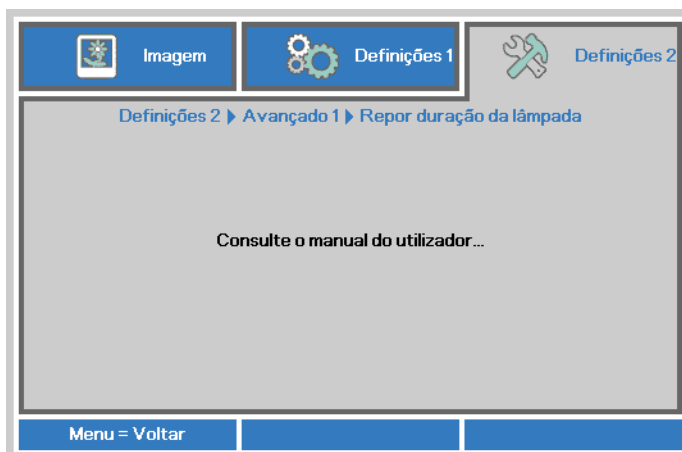 Imagem
Definições 1
Definições 2
Definições 2 ▶ Avançado 1 ▶ Repor duração da lâmpada
Consulte o manual do utilizador...
Menu = Voltar